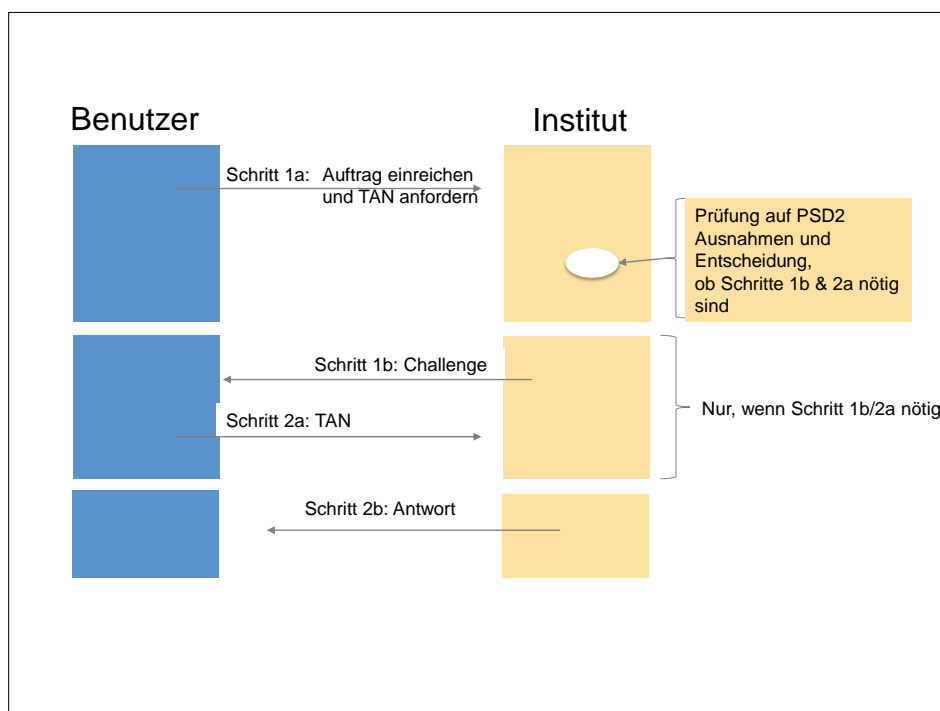 Benutzer
Institut
Schritt 1a: Auftrag einreichen
und TAN anfordern
Prüfung auf PSD2
Ausnahmen und
Entscheidung,
ob Schritte 1b & 2a nötig
sind
Schritt 1b: Challenge
Nur, wenn Schritt 1b/2a nötig
Schritt 2a: TAN
Schritt 2b: Antwort